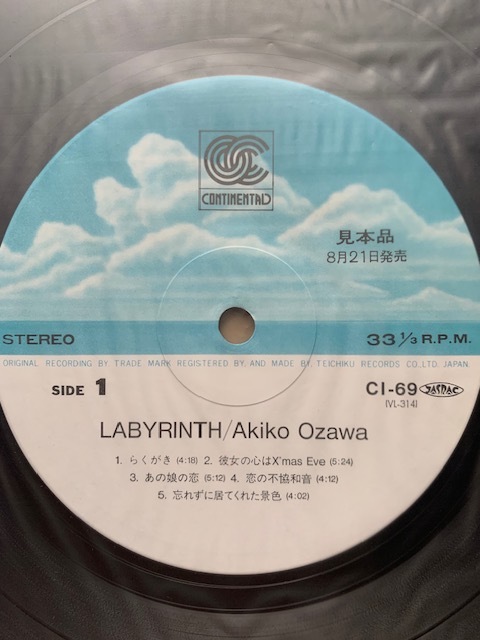 CONTINENTAL
見本品
8月21日発売
STEREO
33 1/3 R.P.M.
ORIGINAL RECORDING BY TRADE MARK REGISTERED BY, AND MADE BY, TEICHIKU RECORDS CO.,LTD. JAPAN.
SIDE 1
CI-69 JASRAC
(VL-314)
LABYRINTH/Akiko Ozawa
1. らくがき (4:18) 2. 彼女の心はX'mas Eve (5:24)
3. あの娘の恋 (5:12) 4. 恋の不協和音 (4:12)
5. 忘れずに居てくれた景色 (4:02)